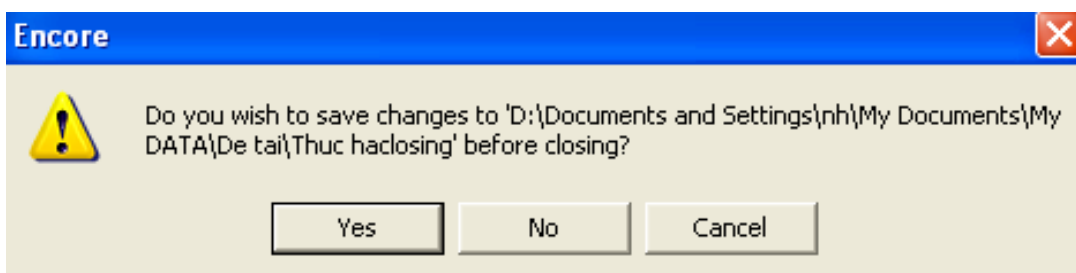 Encore
Do you wish to save changes to 'D:\Documents and Settings\nh\My Documents\My
DATA\De tai\Thuc haclosing' before closing?
Yes No Cancel